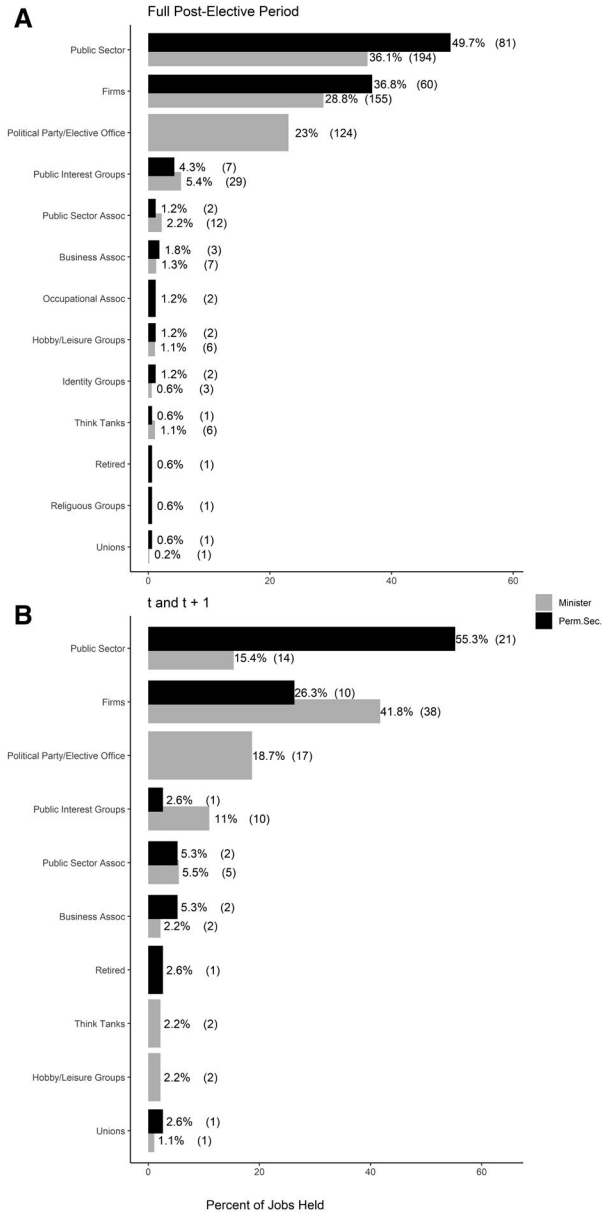 A
Full Post-Elective Period
Public Sector
49.7% (81)
36.1% (194)
Firms
36.8% (60)
28.8% (155)
Political Party/Elective Office
23% (124)
Public Interest Groups
4.3% (7)
5.4% (29)
Public Sector Assoc
1.2% (2)
2.2% (12)
Business Assoc
1.8% (3)
1.3% (7)
Occupational Assoc
1.2% (2)
Hobby/Leisure Groups
1.2% (2)
1.1% (6)
Identity Groups
1.2% (2)
0.6% (3)
Think Tanks
0.6% (1)
1.1% (6)
Retired
0.6% (1)
Religuous Groups
0.6% (1)
Unions
0.6% (1)
0.2% (1)
0 20 40 60
Minister
Perm.Sec.
B
t and t + 1
Public Sector
55.3% (21)
15.4% (14)
Firms
26.3% (10)
41.8% (38)
Political Party/Elective Office
18.7% (17)
Public Interest Groups
2.6% (1)
11% (10)
Public Sector Assoc
5.3% (2)
5.5% (5)
Business Assoc
5.3% (2)
2.2% (2)
Retired
2.6% (1)
Think Tanks
2.2% (2)
Hobby/Leisure Groups
2.2% (2)
Unions
2.6% (1)
1.1% (1)
0 20 40 60
Percent of Jobs Held